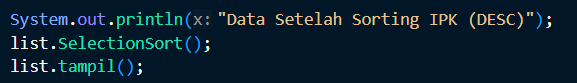 System.out.println(x: "Data Setelah Sorting IPK (DESC)");
list.SelectionSort();
list.tampil();